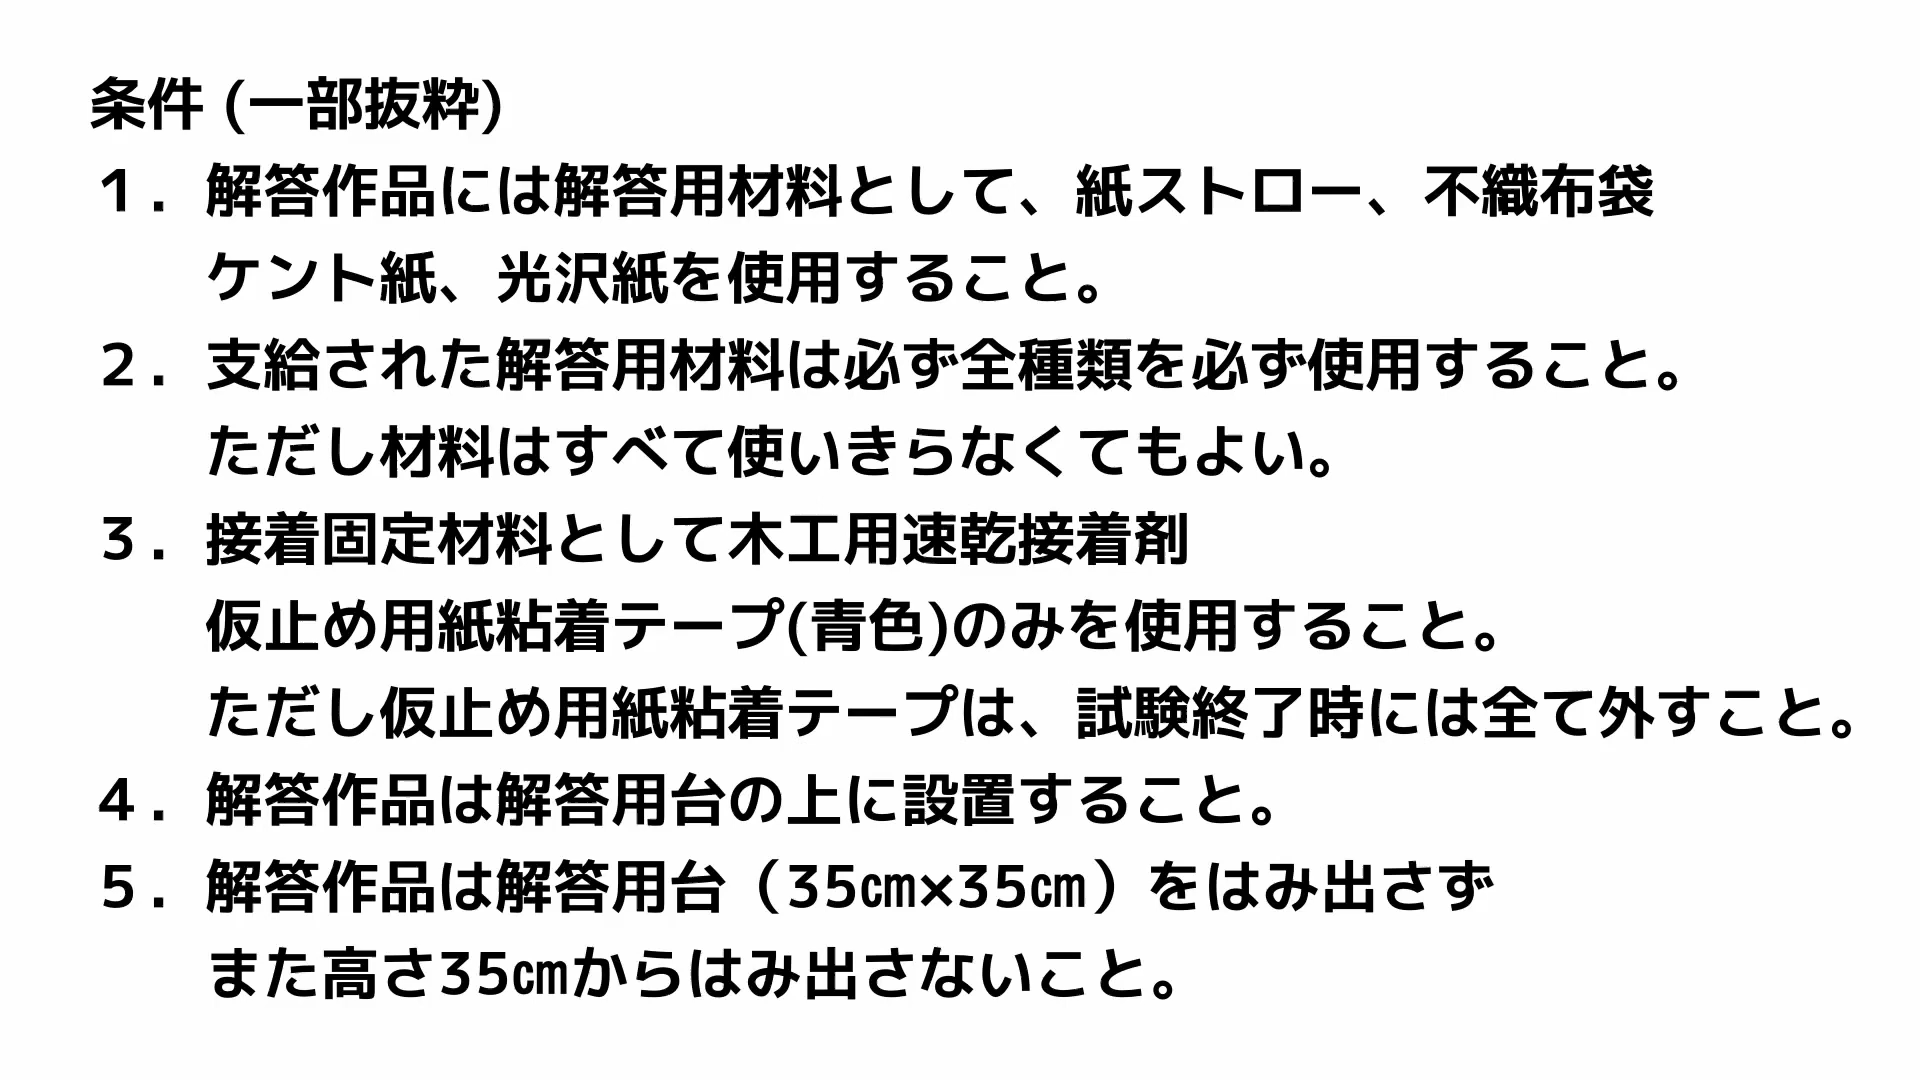 条件 (一部抜粋)
１．解答作品には解答用材料として、紙ストロー、不織布袋
ケント紙、光沢紙を使用すること。
２．支給された解答用材料は必ず全種類を必ず使用すること。
ただし材料はすべて使いきらなくてもよい。
３．接着固定材料として木工用速乾接着剤
仮止め用紙粘着テープ(青色)のみを使用すること。
ただし仮止め用紙粘着テープは、試験終了時には全て外すこと。
４．解答作品は解答用台の上に設置すること。
５．解答作品は解答用台（35㎝×35㎝）をはみ出さず
また高さ35㎝からはみ出さないこと。